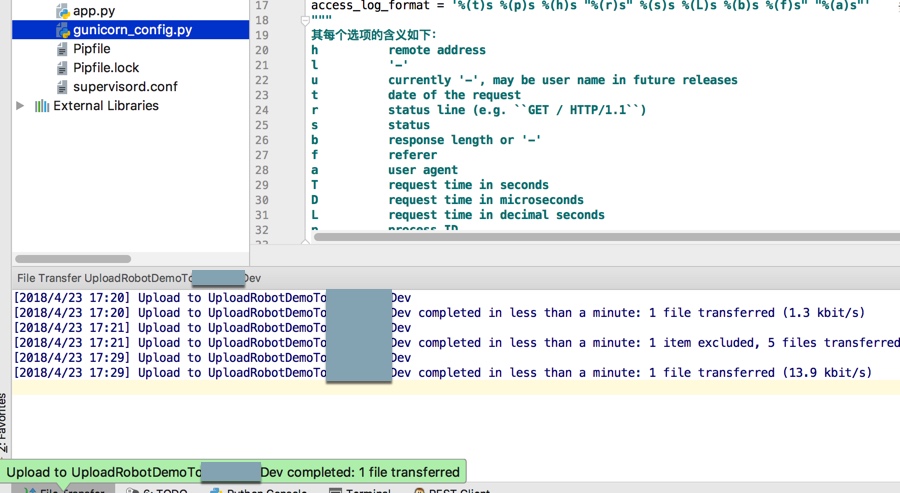 app.py
gunicorn_config.py
Pipfile
Pipfile.lock
supervisord.conf
External Libraries
17 access_log_format = '%(t)s %(p)s %(h)s "%(r)s" %(s)s %(L)s %(b)s %(f)s" "%(a)s"'
18 """
19 其每个选项的含义如下:
20 h remote address
21 l '-'
22 u currently '-', may be user name in future releases
23 t date of the request
24 r status line (e.g. ``GET / HTTP/1.1``)
25 s status
26 b response length or '-'
27 f referer
28 a user agent
29 T request time in seconds
30 D request time in microseconds
31 L request time in decimal seconds
32 p process ID
33
File Transfer UploadRobotDemoTo Dev
[2018/4/23 17:20] Upload to UploadRobotDemoTo Dev
[2018/4/23 17:20] Upload to UploadRobotDemoTo Dev completed in less than a minute: 1 file transferred (1.3 kbit/s)
[2018/4/23 17:21] Upload to UploadRobotDemoTo Dev
[2018/4/23 17:21] Upload to UploadRobotDemoTo Dev completed in less than a minute: 1 item excluded, 5 files transferred
[2018/4/23 17:29] Upload to UploadRobotDemoTo Dev
[2018/4/23 17:29] Upload to UploadRobotDemoTo Dev completed in less than a minute: 1 file transferred (13.9 kbit/s)
2: Favorites
Upload to UploadRobotDemoTo Dev completed: 1 file transferred
File Transfer 6: TODO Python Console Terminal REST Client